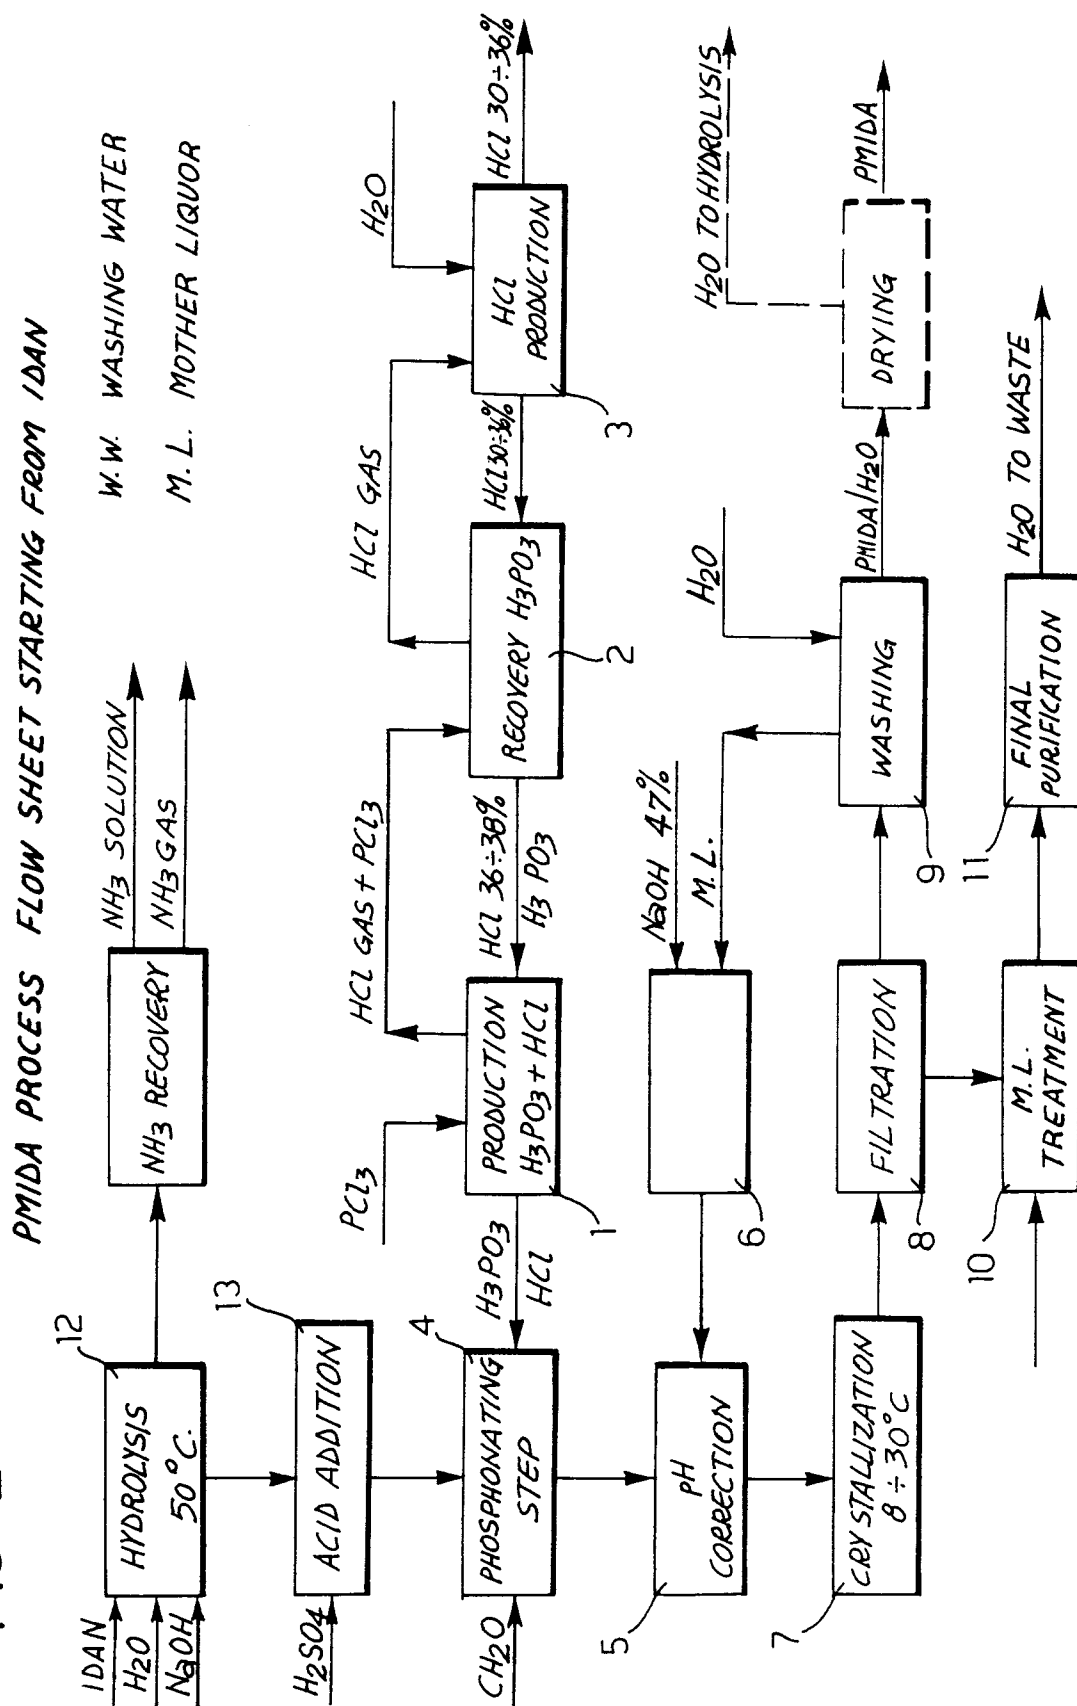 PMIDA PROCESS FLOW SHEET STARTING FROM IDAN
W.W. WASHING WATER
M.L. MOTHER LIQUOR
IDAN
H2O
NaOH
12
HYDROLYSIS
50°C.
NH3 RECOVERY
NH3 SOLUTION
NH3 GAS
H2SO4
13
ACID ADDITION
CH2O
4
PHOSPHONATING
STEP
H3PO3
HCl
PCl3
1
PRODUCTION
H3PO3 + HCl
HCl GAS + PCl3
HCl 36÷38%
H3PO3
2
RECOVERY H3PO3
HCl GAS
HCl 30÷36%
3
HCl
PRODUCTION
H2O
HCl 30÷36%
5
pH
CORRECTION
6
NaOH 47%
M.L.
7
CRYSTALLIZATION
8÷30°C
8
FILTRATION
9
WASHING
H2O
PMIDA/H2O
DRYING
H2O TO HYDROLYSIS
PMIDA
10
M.L.
TREATMENT
11
FINAL
PURIFICATION
H2O TO WASTE